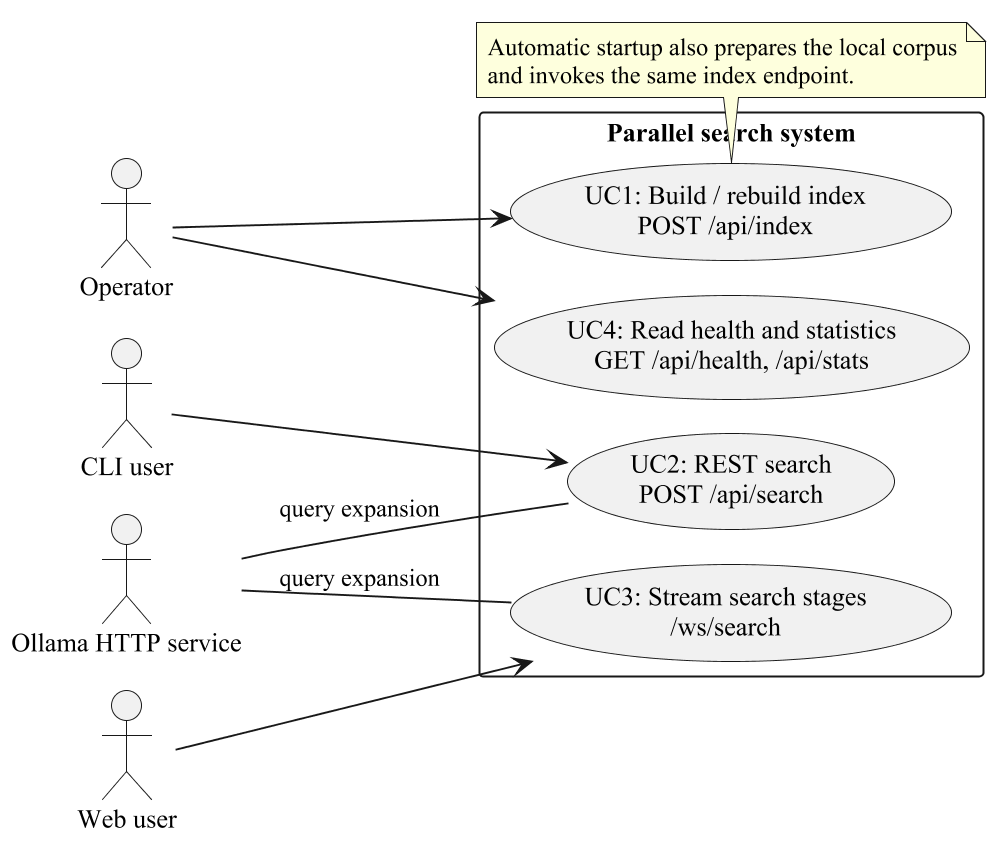 Automatic startup also prepares the local corpus
and invokes the same index endpoint.
Parallel search system
UC1: Build / rebuild index
POST /api/index
Operator
UC4: Read health and statistics
GET /api/health, /api/stats
CLI user
UC2: REST search
POST /api/search
query expansion
query expansion
Ollama HTTP service
UC3: Stream search stages
/ws/search
Web user